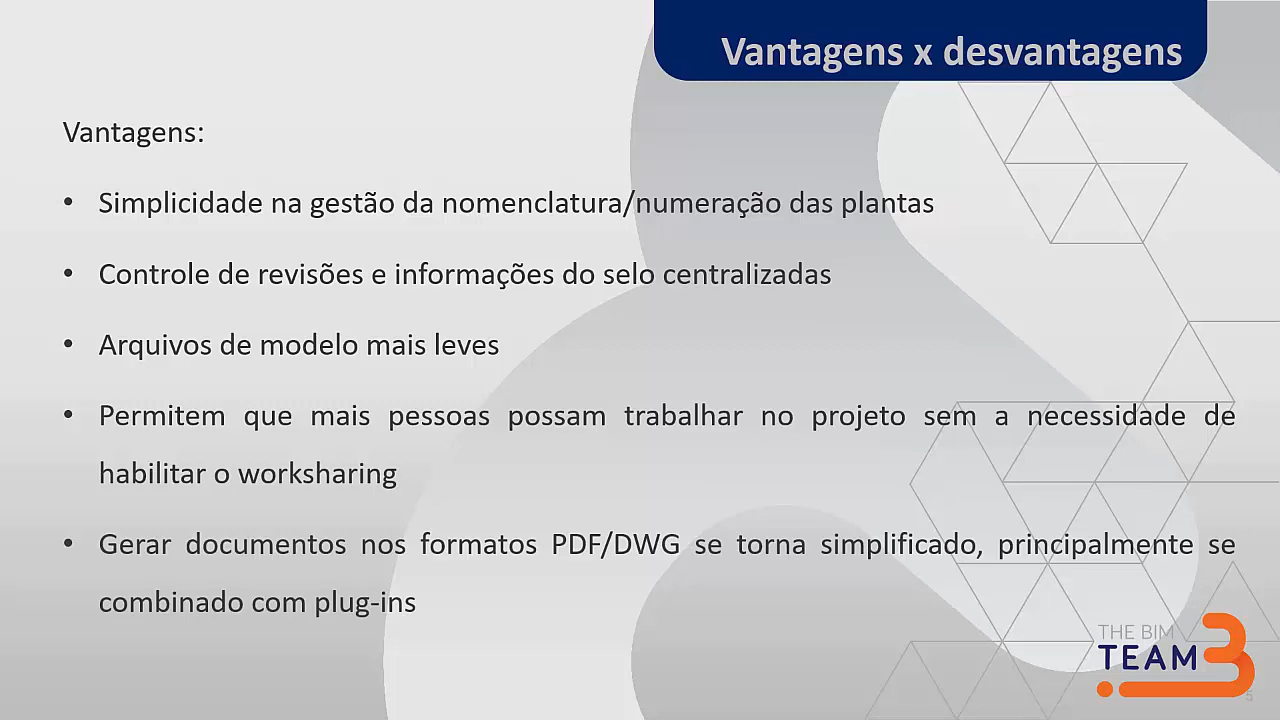 Vantagens x desvantagens
Vantagens:
• Simplicidade na gestão da nomenclatura/numeração das plantas
• Controle de revisões e informações do selo centralizadas
• Arquivos de modelo mais leves
• Permitem que mais pessoas possam trabalhar no projeto sem a necessidade de
habilitar o worksharing
• Gerar documentos nos formatos PDF/DWG se torna simplificado, principalmente se
combinado com plug-ins
THE BIM
TEAM
5